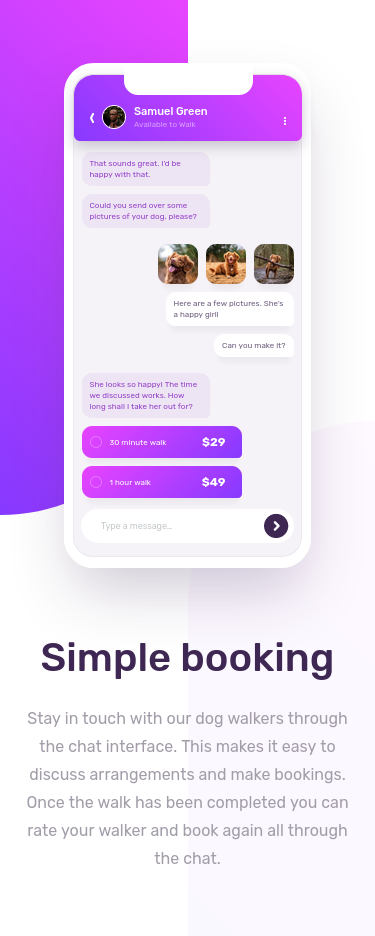 Samuel Green
Available to Walk
That sounds great. I'd be
happy with that.
Could you send over some
pictures of your dog, please?
Here are a few pictures. She's
a happy girl!
Can you make it?
She looks so happy! The time
we discussed works. How
long shall I take her out for?
30 minute walk $29
1 hour walk $49
Type a message…
Simple booking
Stay in touch with our dog walkers through
the chat interface. This makes it easy to
discuss arrangements and make bookings.
Once the walk has been completed you can
rate your walker and book again all through
the chat.